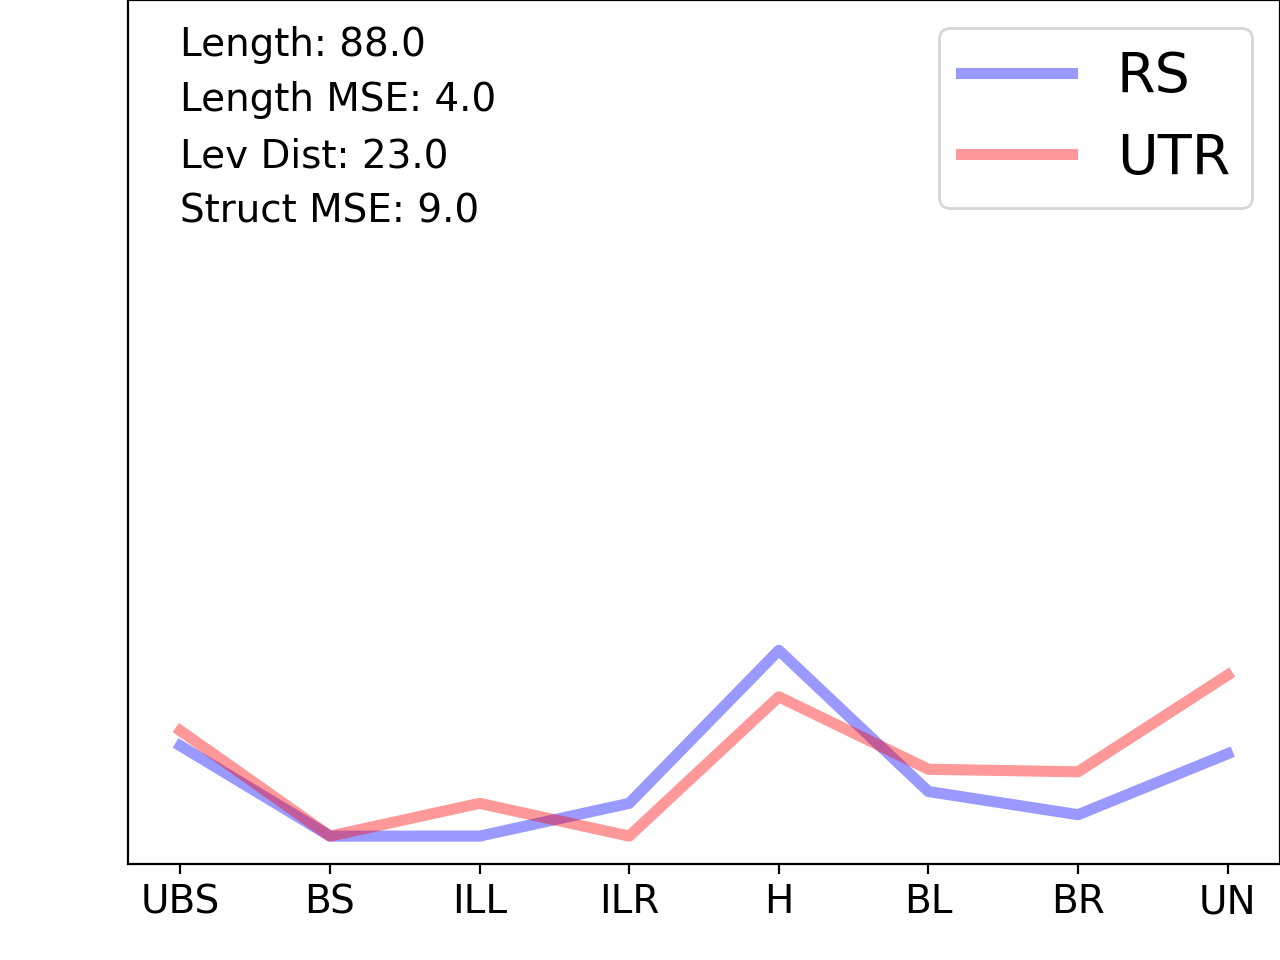 Length: 88.0
Length MSE: 4.0
Lev Dist: 23.0
Struct MSE: 9.0
RS
UTR
UBS BS ILL ILR H BL BR UN